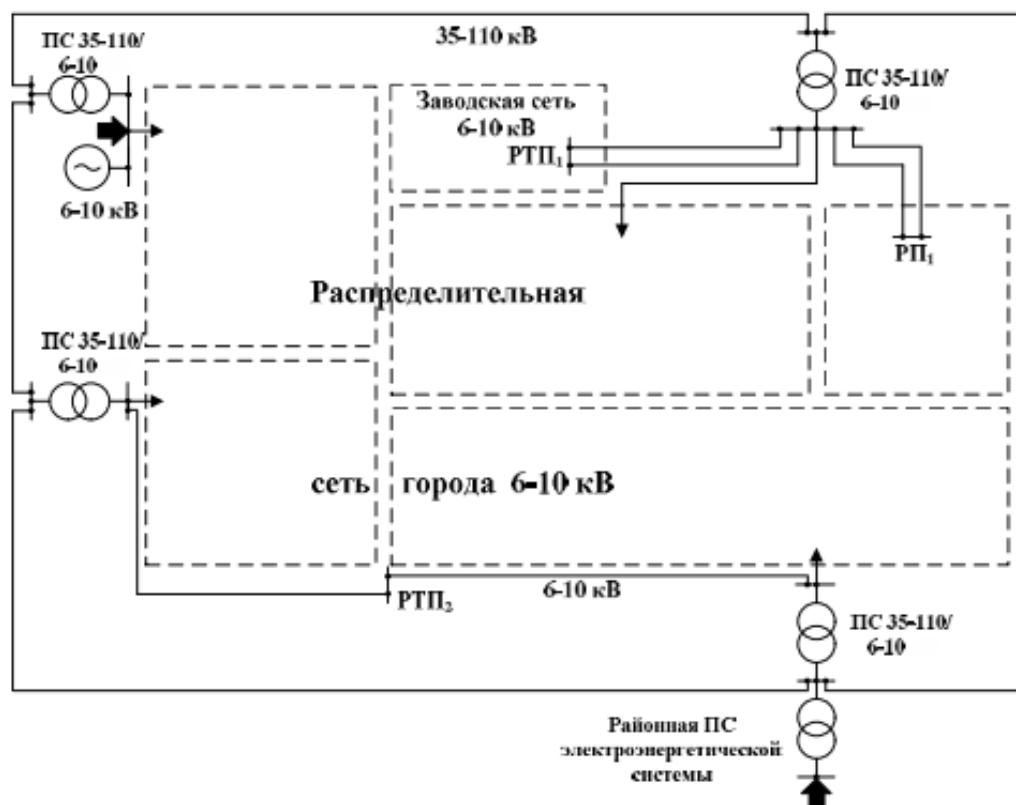 ПС 35-110/
6-10
35-110 кВ
ПС 35-110/
6-10
Заводская сеть
6-10 кВ
РТП₁
6-10 кВ
РП₁
Распределительная
ПС 35-110/
6-10
сеть города 6-10 кВ
6-10 кВ
РТП₂
ПС 35-110/
6-10
Районная ПС
электроэнергетической
системы